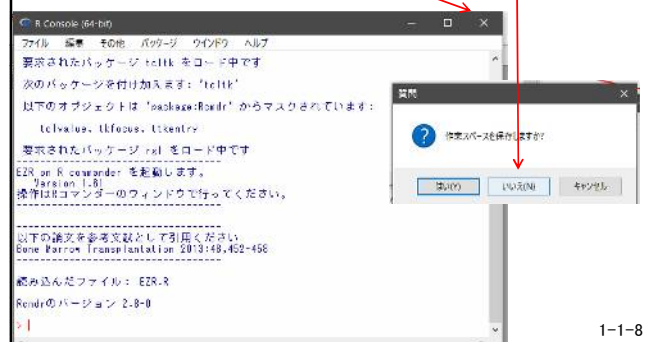 R Console (64-bit)
ファイル 編集 その他 パッケージ ウインドウ ヘルプ
要求されたパッケージ tcltk をロード中です
次のパッケージを付け加えます: 'tcltk'
以下のオブジェクトは 'package:Rcmdr' からマスクされています:
tclvalue, tkfocus, ttkentry
要求されたパッケージ rgl をロード中です
EZR on R commander を起動します。
Version 1.61
操作はRコマンダーのウィンドウで行ってください。
以下の論文を参考文献として引用ください
Bone Marrow Transplantation 2013:48,452-458
読み込んだファイル: EZR.R
Rcmdrのバージョン 2.8-0
>
質問
作業スペースを保存しますか?
はい(Y) いいえ(N) キャンセル
1-1-8